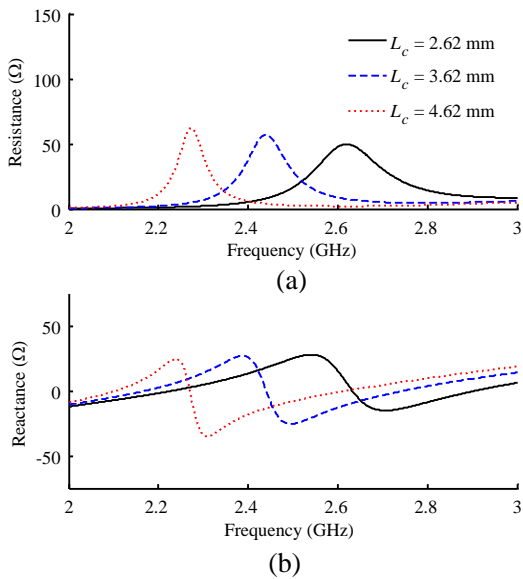 150
100
50
0
Resistance (Ω)
L_c = 2.62 mm
L_c = 3.62 mm
L_c = 4.62 mm
2 2.2 2.4 2.6 2.8 3
Frequency (GHz)
(a)
50
0
-50
Reactance (Ω)
2 2.2 2.4 2.6 2.8 3
Frequency (GHz)
(b)